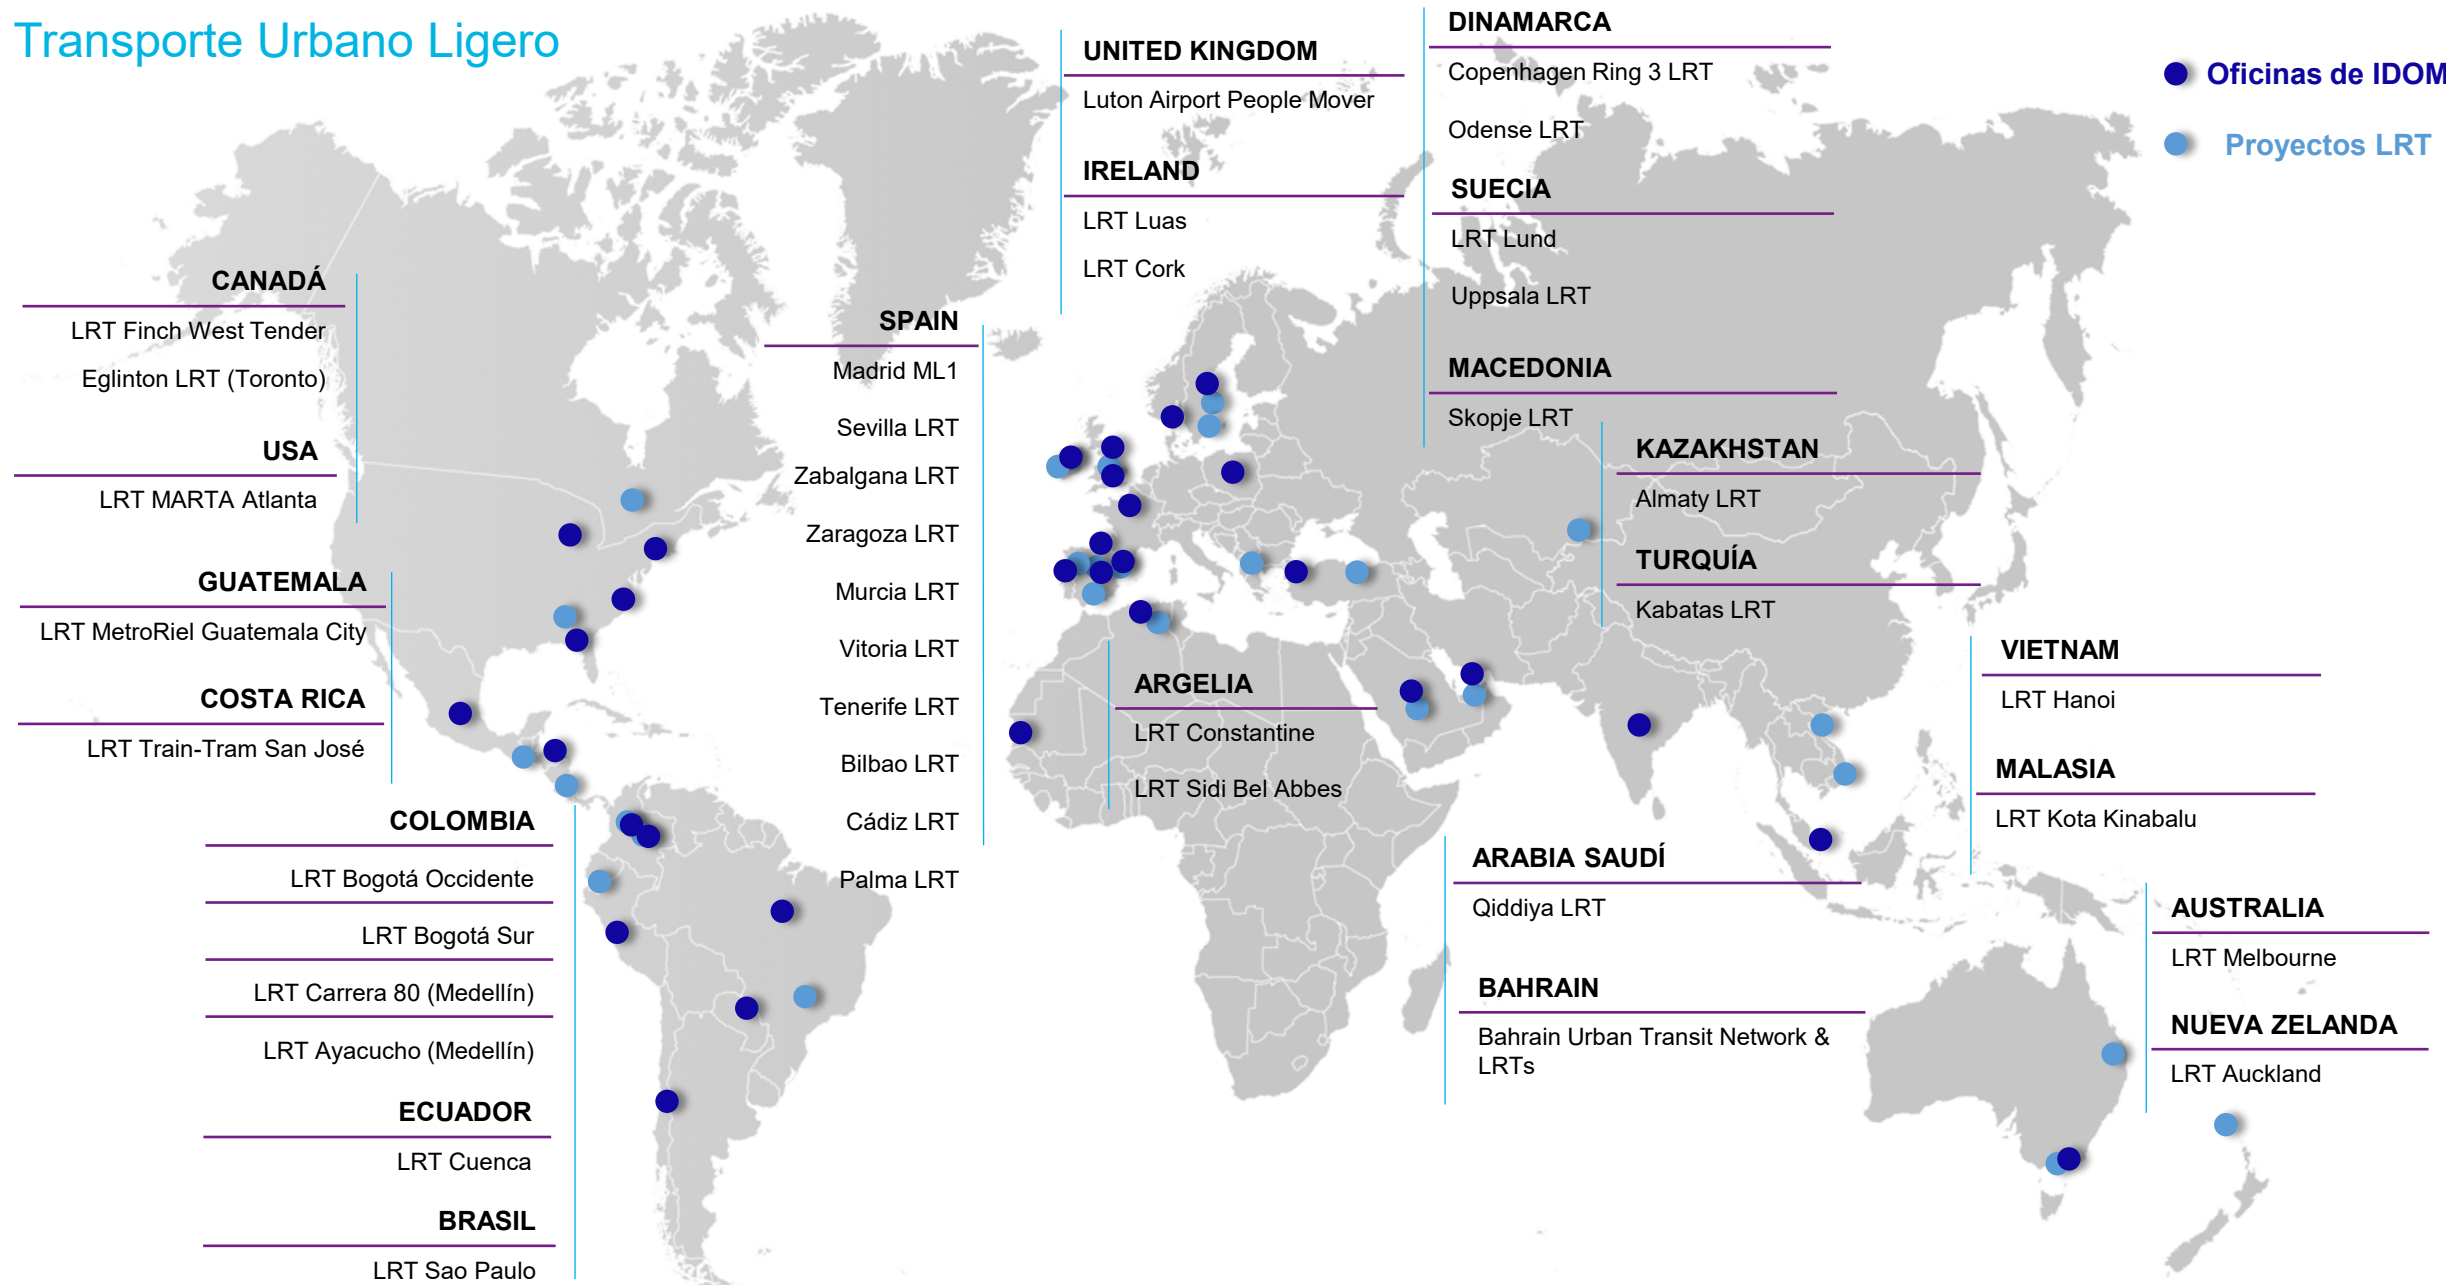 Transporte Urbano Ligero
Oficinas de IDOM
Proyectos LRT
CANADÁ
LRT Finch West Tender
Eglinton LRT (Toronto)
USA
LRT MARTA Atlanta
GUATEMALA
LRT MetroRiel Guatemala City
COSTA RICA
LRT Train-Tram San José
COLOMBIA
LRT Bogotá Occidente
LRT Bogotá Sur
LRT Carrera 80 (Medellín)
LRT Ayacucho (Medellín)
ECUADOR
LRT Cuenca
BRASIL
LRT Sao Paulo
SPAIN
Madrid ML1
Sevilla LRT
Zabalgana LRT
Zaragoza LRT
Murcia LRT
Vitoria LRT
Tenerife LRT
Bilbao LRT
Cádiz LRT
Palma LRT
UNITED KINGDOM
Luton Airport People Mover
IRELAND
LRT Luas
LRT Cork
DINAMARCA
Copenhagen Ring 3 LRT
Odense LRT
SUECIA
LRT Lund
Uppsala LRT
MACEDONIA
Skopje LRT
KAZAKHSTAN
Almaty LRT
TURQUÍA
Kabatas LRT
ARGELIA
LRT Constantine
LRT Sidi Bel Abbes
ARABIA SAUDÍ
Qiddiya LRT
BAHRAIN
Bahrain Urban Transit Network &
LRTs
VIETNAM
LRT Hanoi
MALASIA
LRT Kota Kinabalu
AUSTRALIA
LRT Melbourne
NUEVA ZELANDA
LRT Auckland